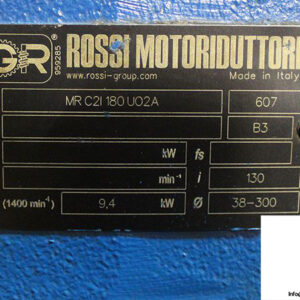 GR ROSSI MOTORIDUTTORI
959285 www.rossi-group.com Made in Italy
MR C2I 180 UO2A 607
B3
kW fs
min⁻¹ i 130
(1400 min⁻¹) 9,4 kW Ø 38-300